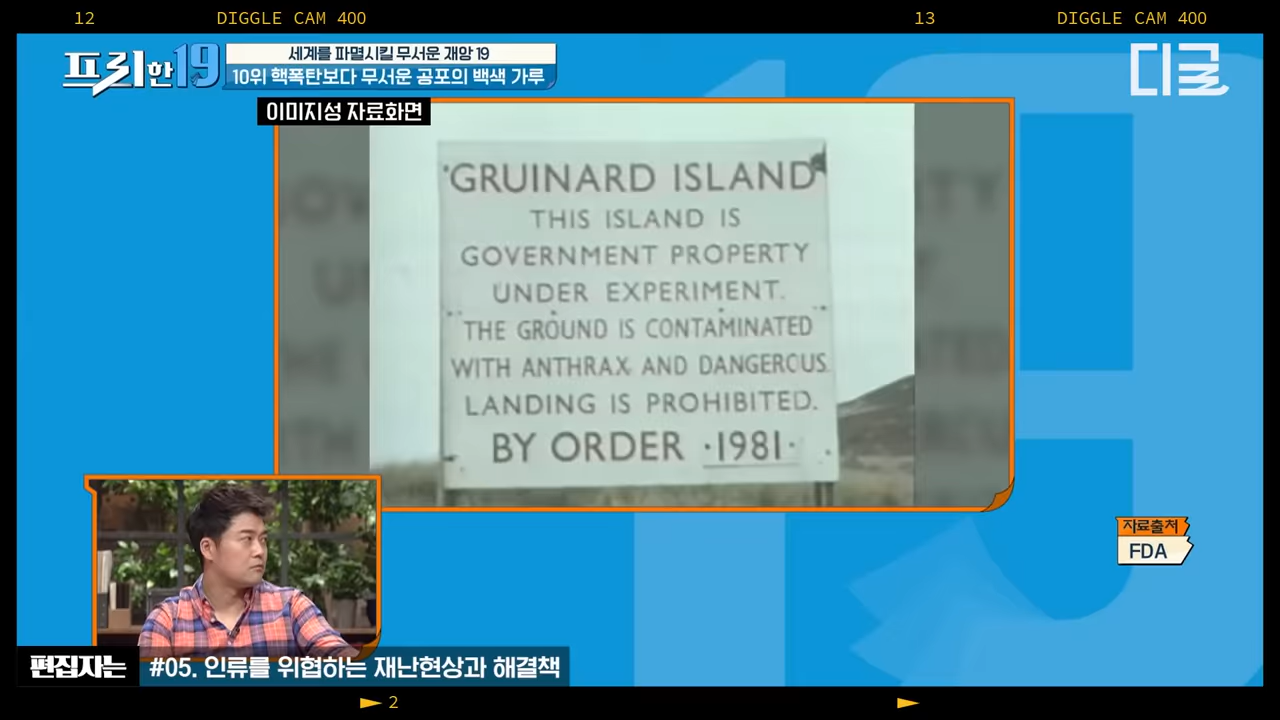 12 DIGGLE CAM 400 13 DIGGLE CAM 400
프리한19
세계를 파멸시킬 무서운 재앙 19
10위 핵폭탄보다 무서운 공포의 백색 가루
디글
이미지성 자료화면
GRUINARD ISLAND
THIS ISLAND IS
GOVERNMENT PROPERTY
UNDER EXPERIMENT.
THE GROUND IS CONTAMINATED
WITH ANTHRAX AND DANGEROUS.
LANDING IS PROHIBITED.
BY ORDER ·1981·
자료출처
FDA
편집자는 #05. 인류를 위협하는 재난현상과 해결책
2